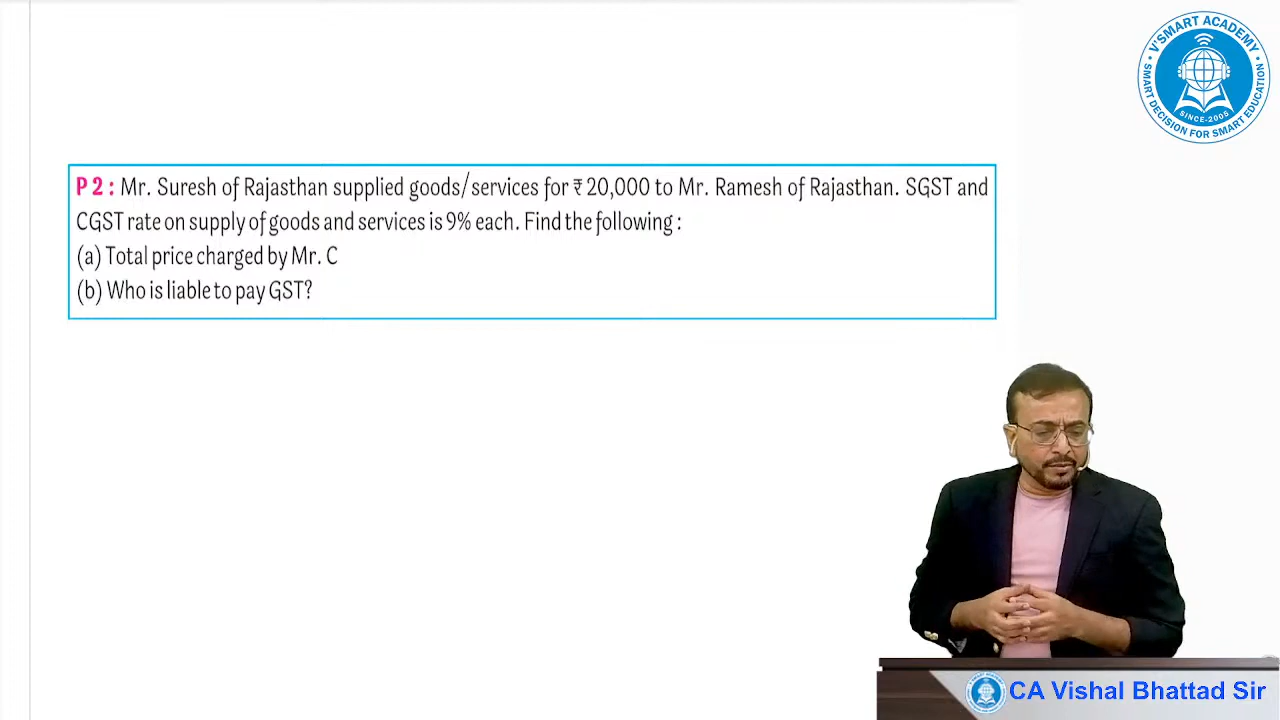 V'SMART ACADEMY
SMART DECISION FOR SMART EDUCATION
SINCE-2005
P 2 : Mr. Suresh of Rajasthan supplied goods/services for ₹ 20,000 to Mr. Ramesh of Rajasthan. SGST and
CGST rate on supply of goods and services is 9% each. Find the following :
(a) Total price charged by Mr. C
(b) Who is liable to pay GST?
CA Vishal Bhattad Sir